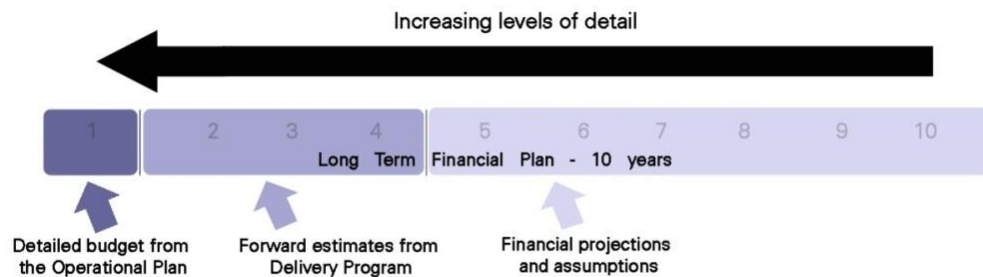 Increasing levels of detail
1 2 3 4 5 6 7 8 9 10
Long Term Financial Plan - 10 years
Detailed budget from
the Operational Plan
Forward estimates from
Delivery Program
Financial projections
and assumptions